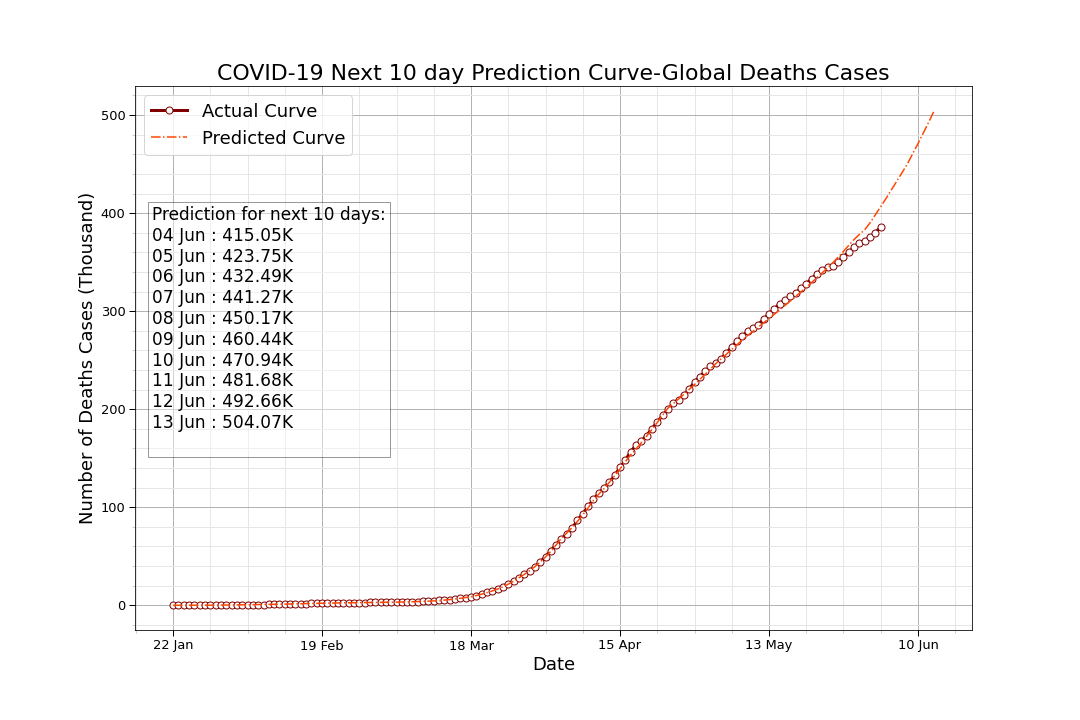 COVID-19 Next 10 day Prediction Curve-Global Deaths Cases
Actual Curve
Predicted Curve
Prediction for next 10 days:
04 Jun : 415.05K
05 Jun : 423.75K
06 Jun : 432.49K
07 Jun : 441.27K
08 Jun : 450.17K
09 Jun : 460.44K
10 Jun : 470.94K
11 Jun : 481.68K
12 Jun : 492.66K
13 Jun : 504.07K
Number of Deaths Cases (Thousand)
500
400
300
200
100
0
22 Jan
19 Feb
18 Mar
15 Apr
13 May
10 Jun
Date